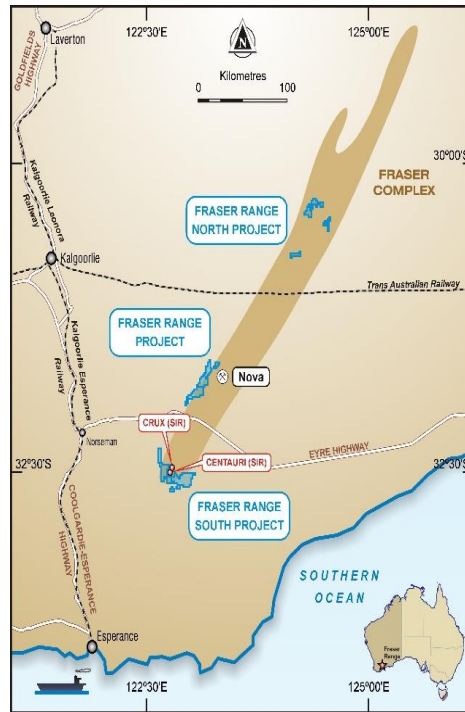 122°30'E
125°00'E
Laverton
GOLDFIELDS
HIGHWAY
Kilometres
0 100
30°00'S
FRASER
COMPLEX
Kalgoorlie Leonora
Railway
FRASER RANGE
NORTH PROJECT
Kalgoorlie
Trans Australian Railway
FRASER RANGE
PROJECT
Nova
Kalgoorlie Esperance
Railway
CRUX (SIR)
Norseman
CENTAURI (SIR)
EYRE HIGHWAY
32°30'S
32°30'S
FRASER RANGE
SOUTH PROJECT
COOLGARDIE-ESPERANCE
HIGHWAY
SOUTHERN
OCEAN
Esperance
Fraser
Range
122°30'E
125°00'E